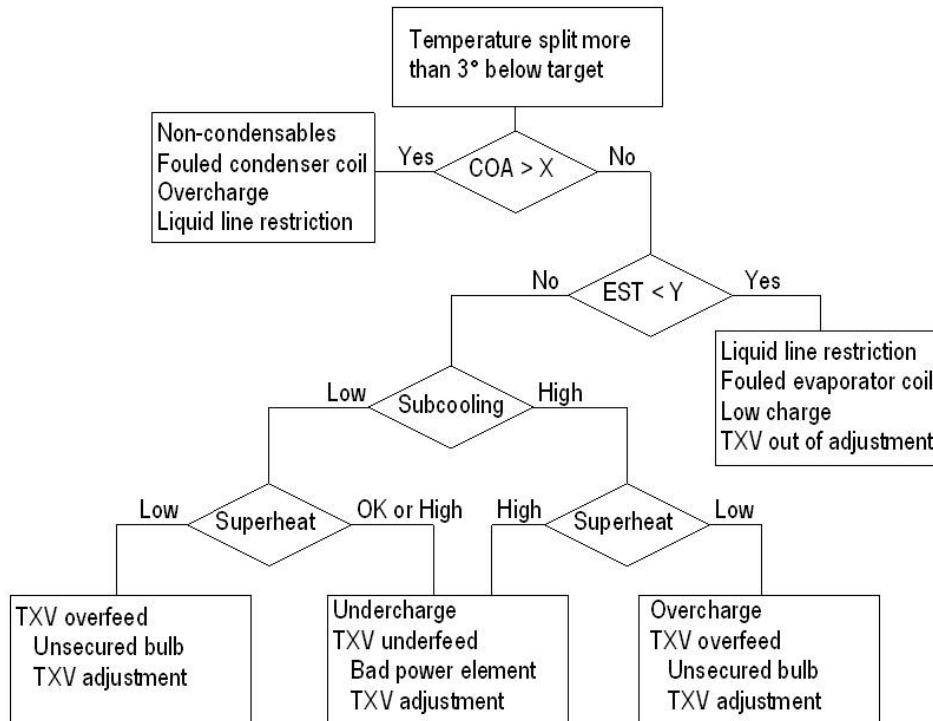 Temperature split more
than 3° below target
Non-condensables
Fouled condenser coil
Overcharge
Liquid line restriction
Yes
COA > X
No
No
EST < Y
Yes
Liquid line restriction
Fouled evaporator coil
Low charge
TXV out of adjustment
Low
Subcooling
High
Low
Superheat
OK or High
High
Superheat
Low
TXV overfeed
Unsecured bulb
TXV adjustment
Undercharge
TXV underfeed
Bad power element
TXV adjustment
Overcharge
TXV overfeed
Unsecured bulb
TXV adjustment